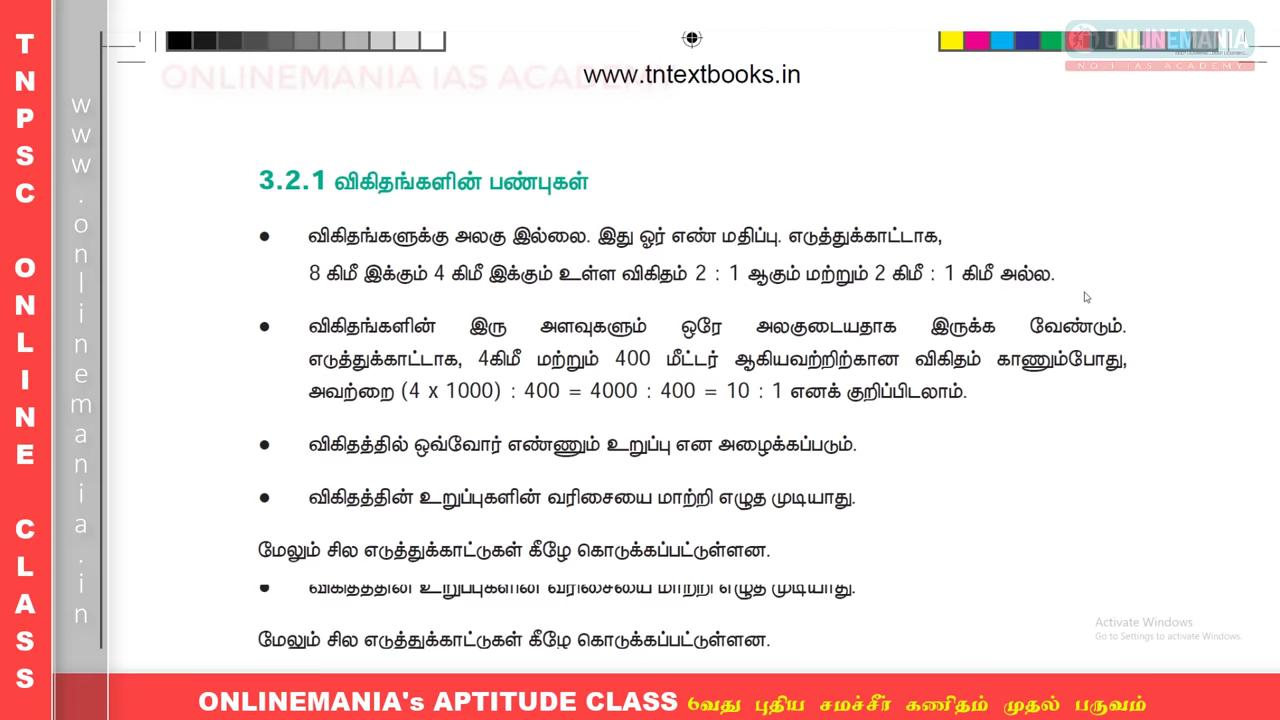 TNPSC ONLINE CLASS
www.onlinemania.in
ONLINEMANIA
NO.1 IAS ACADEMY
ONLINEMANIA IAS ACADEMY
www.tntextbooks.in
3.2.1 விகிதங்களின் பண்புகள்
● விகிதங்களுக்கு அலகு இல்லை. இது ஓர் எண் மதிப்பு. எடுத்துக்காட்டாக,
8 கிமீ இக்கும் 4 கிமீ இக்கும் உள்ள விகிதம் 2 : 1 ஆகும் மற்றும் 2 கிமீ : 1 கிமீ அல்ல.
● விகிதங்களின் இரு அளவுகளும் ஒரே அலகுடையதாக இருக்க வேண்டும்.
எடுத்துக்காட்டாக, 4கிமீ மற்றும் 400 மீட்டர் ஆகியவற்றிற்கான விகிதம் காணும்போது,
அவற்றை (4 x 1000) : 400 = 4000 : 400 = 10 : 1 எனக் குறிப்பிடலாம்.
● விகிதத்தில் ஒவ்வோர் எண்ணும் உறுப்பு என அழைக்கப்படும்.
● விகிதத்தின் உறுப்புகளின் வரிசையை மாற்றி எழுத முடியாது.
மேலும் சில எடுத்துக்காட்டுகள் கீழே கொடுக்கப்பட்டுள்ளன.
● விகிதத்தின் உறுப்புகளின் வரிசையை மாற்றி எழுத முடியாது.
மேலும் சில எடுத்துக்காட்டுகள் கீழே கொடுக்கப்பட்டுள்ளன.
Activate Windows
Go to Settings to activate Windows.
ONLINEMANIA's APTITUDE CLASS 6வது புதிய சமச்சீர் கணிதம் முதல் பருவம்